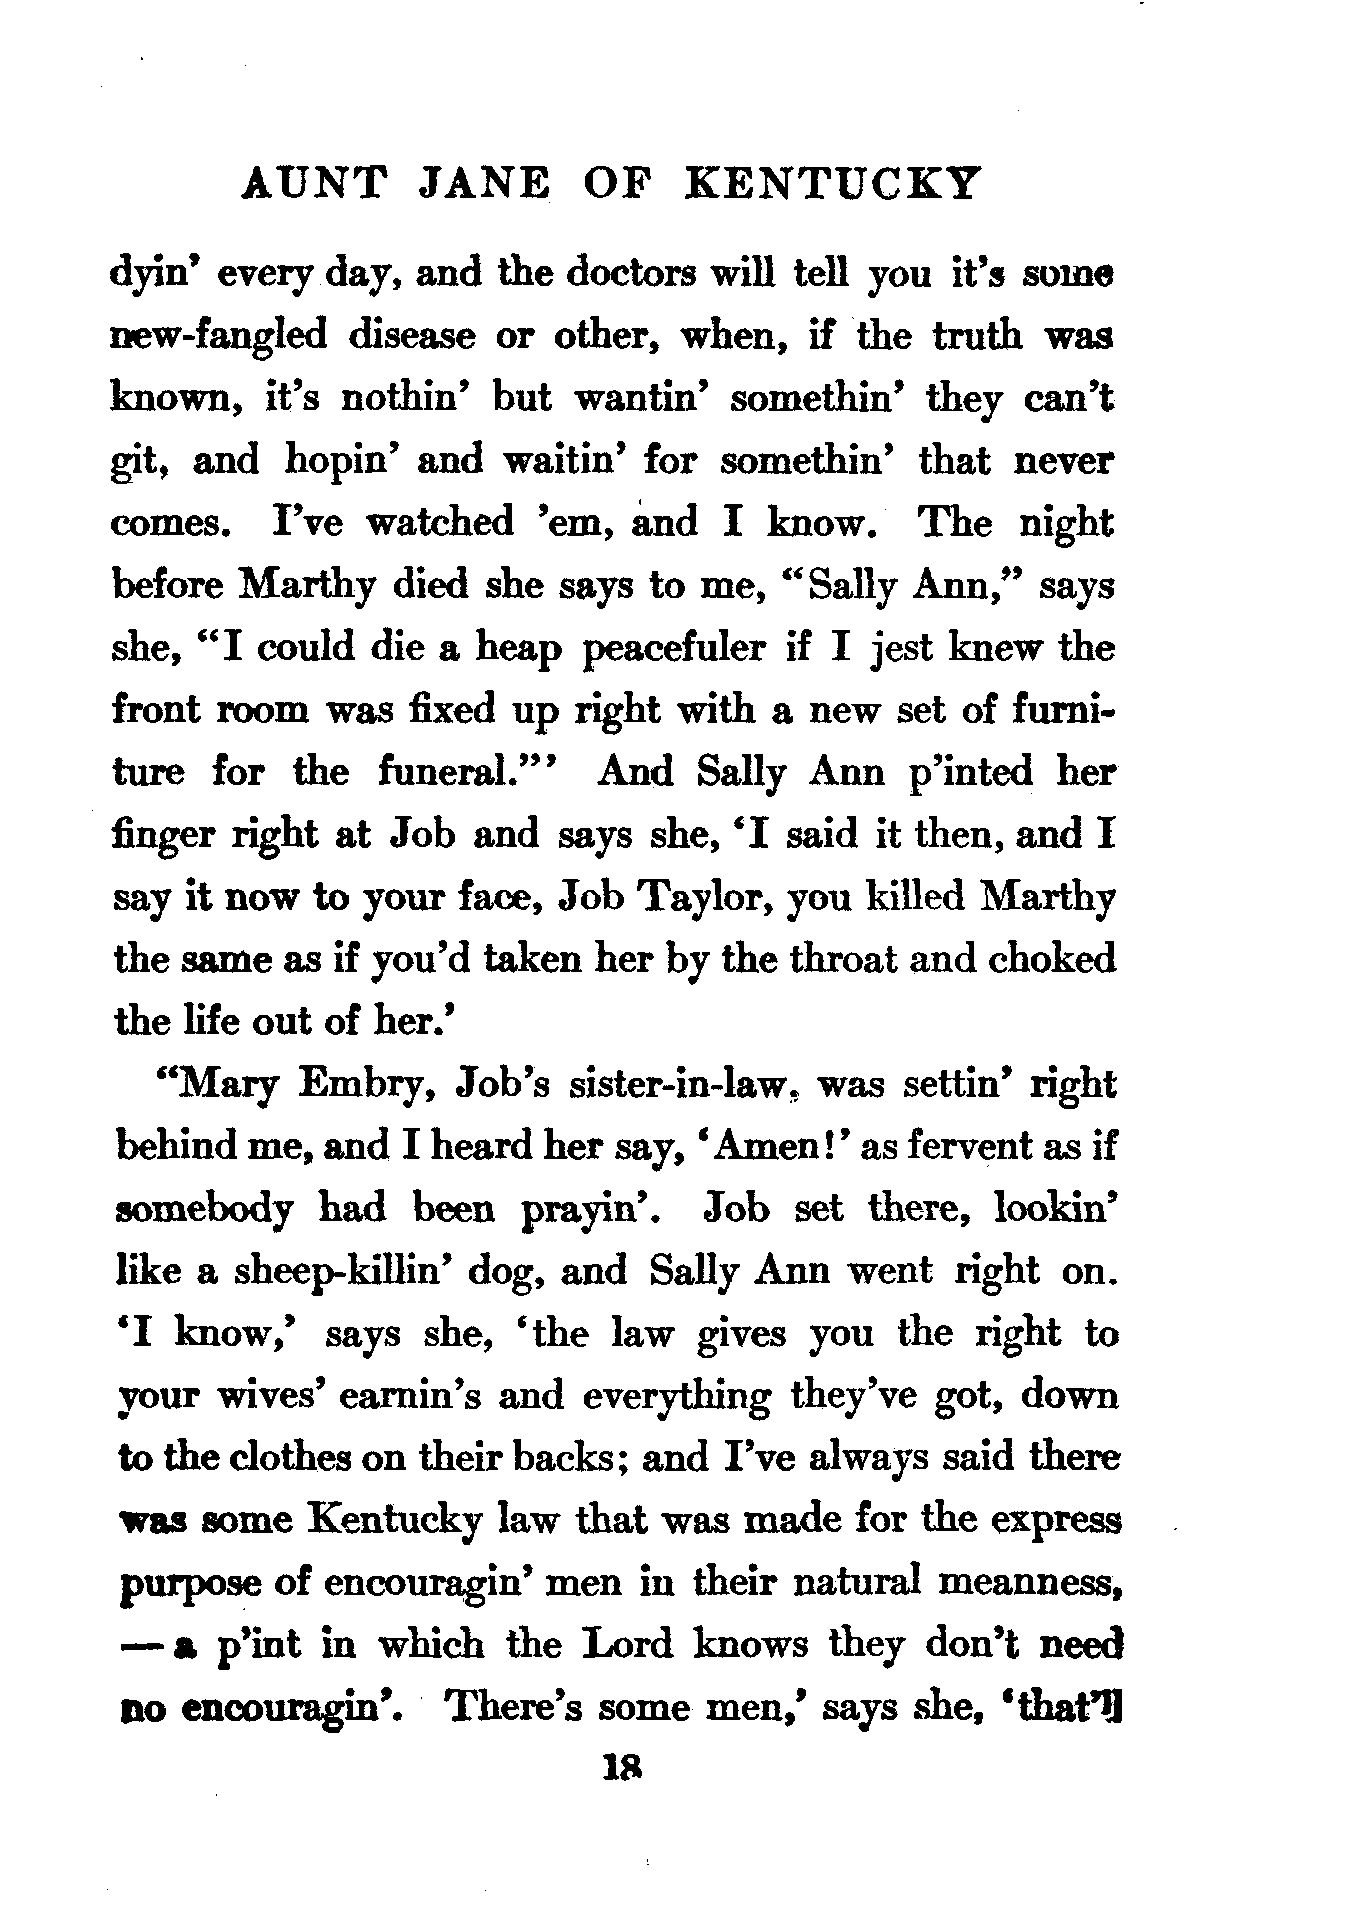 AUNT JANE OF KENTUCKY
dyin’ every day, and the doctors will tell you it’s some
new-fangled disease or other, when, if the truth was
known, it’s nothin’ but wantin’ somethin’ they can’t
git, and hopin’ and waitin’ for somethin’ that never
comes. I’ve watched ’em, and I know. The night
before Marthy died she says to me, “Sally Ann,” says
she, “I could die a heap peacefuler if I jest knew the
front room was fixed up right with a new set of furni-
ture for the funeral.”’ And Sally Ann p’inted her
finger right at Job and says she, ‘I said it then, and I
say it now to your face, Job Taylor, you killed Marthy
the same as if you’d taken her by the throat and choked
the life out of her.’
“Mary Embry, Job’s sister-in-law, was settin’ right
behind me, and I heard her say, ‘Amen!’ as fervent as if
somebody had been prayin’. Job set there, lookin’
like a sheep-killin’ dog, and Sally Ann went right on.
‘I know,’ says she, ‘the law gives you the right to
your wives’ earnin’s and everything they’ve got, down
to the clothes on their backs; and I’ve always said there
was some Kentucky law that was made for the express
purpose of encouragin’ men in their natural meanness,
— a p’int in which the Lord knows they don’t need
no encouragin’. There’s some men,’ says she, ‘that’ll
18